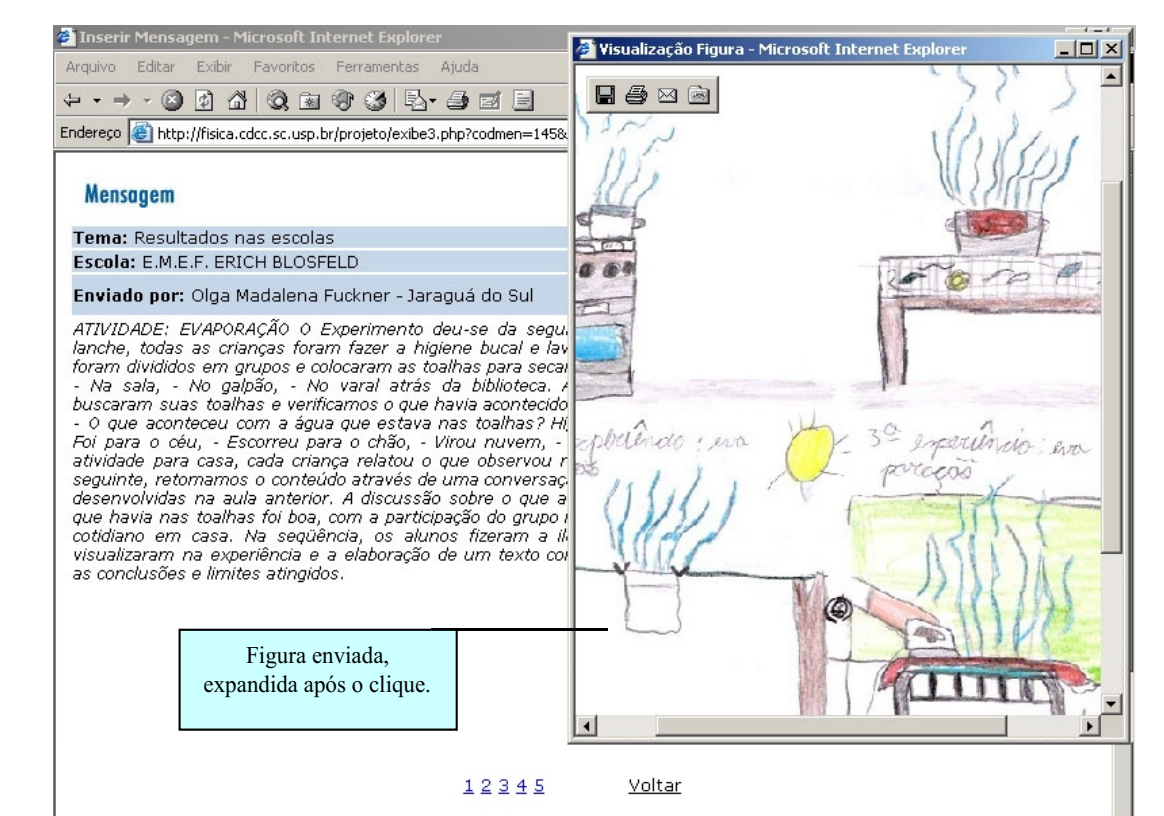 Inserir Mensagem - Microsoft Internet Explorer
Arquivo Editar Exibir Favoritos Ferramentas Ajuda
Endereço http://fisica.cdcc.sc.usp.br/projeto/exibe3.php?codmen=145&
Mensagem
Tema: Resultados nas escolas
Escola: E.M.E.F. ERICH BLOSFELD
Enviado por: Olga Madalena Fuckner - Jaraguá do Sul
ATIVIDADE: EVAPORAÇÃO O Experimento deu-se da segu
lanche, todas as crianças foram fazer a higiene bucal e lav
foram divididos em grupos e colocaram as toalhas para seca
- Na sala, - No galpão, - No varal atrás da biblioteca. A
buscaram suas toalhas e verificamos o que havia acontecido
- O que aconteceu com a água que estava nas toalhas? Hi
Foi para o céu, - Escorreu para o chão, - Virou nuvem, -
atividade para casa, cada criança relatou o que observou n
seguinte, retomamos o conteúdo através de uma conversaç
desenvolvidas na aula anterior. A discussão sobre o que a
que havia nas toalhas foi boa, com a participação do grupo
cotidiano em casa. Na seqüência, os alunos fizeram a il
visualizaram na experiência e a elaboração de um texto co
as conclusões e limites atingidos.
Visualização Figura - Microsoft Internet Explorer
3ª experiência: eva
poração
Figura enviada,
expandida após o clique.
1 2 3 4 5 Voltar